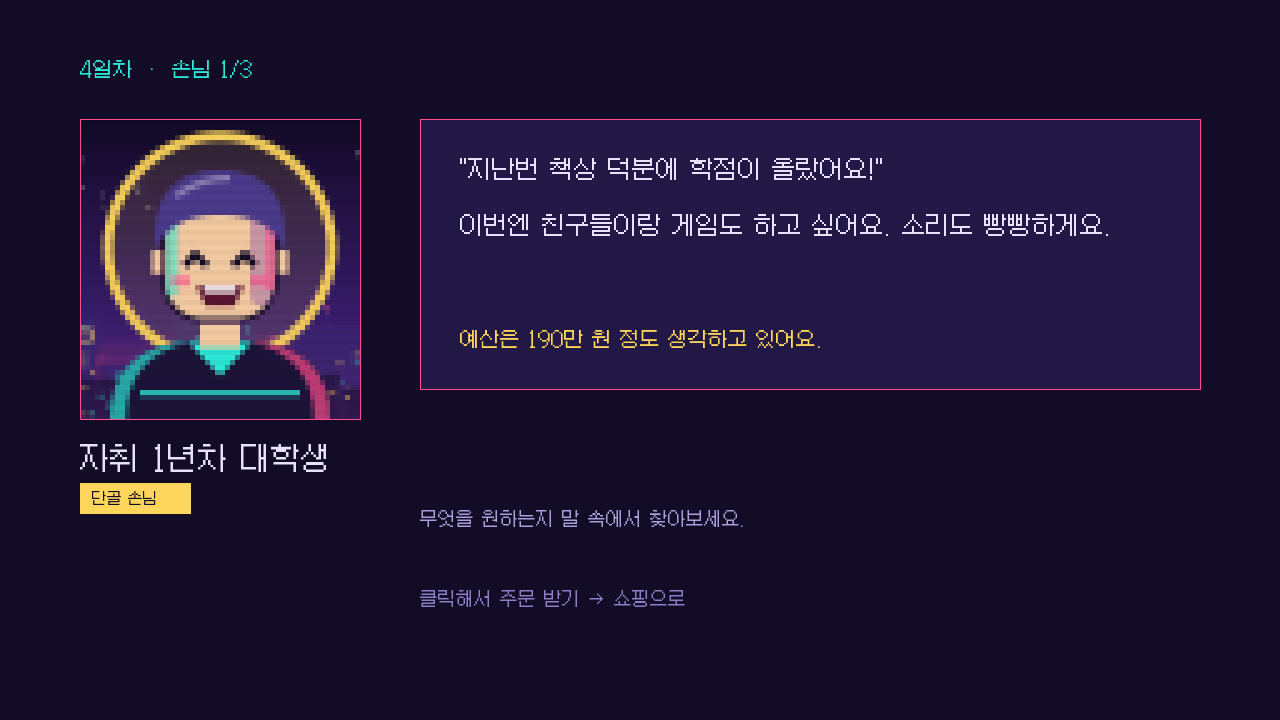 4일차 · 손님 1/3
"지난번 책상 덕분에 학점이 올랐어요!"
이번엔 친구들이랑 게임도 하고 싶어요. 소리도 빵빵하게요.
예산은 190만 원 정도 생각하고 있어요.
자취 1년차 대학생
단골 손님
무엇을 원하는지 말 속에서 찾아보세요.
클릭해서 주문 받기 → 쇼핑으로